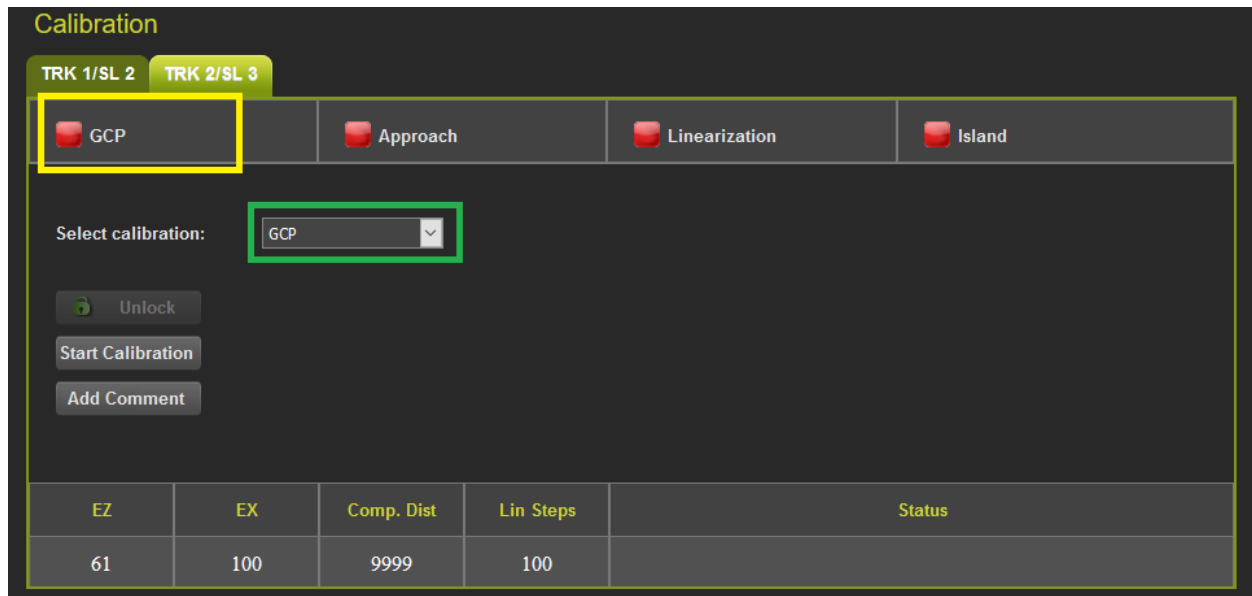 Calibration
TRK 1/SL 2 TRK 2/SL 3
GCP Approach Linearization Island
Select calibration: GCP
Unlock
Start Calibration
Add Comment
EZ EX Comp. Dist Lin Steps Status
61 100 9999 100